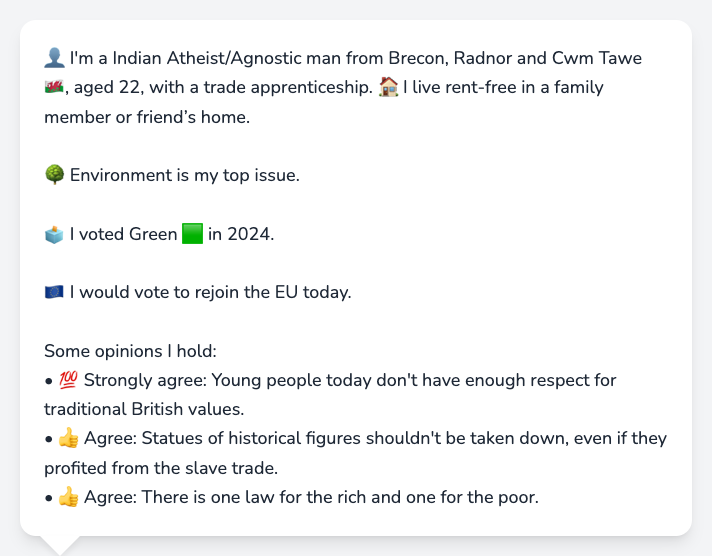 👤 I'm a Indian Atheist/Agnostic man from Brecon, Radnor and Cwm Tawe
🏴󠁧󠁢󠁷󠁬󠁳󠁿, aged 22, with a trade apprenticeship. 🏠 I live rent-free in a family
member or friend’s home.
🌳 Environment is my top issue.
🗳️ I voted Green 🟩 in 2024.
🇪🇺 I would vote to rejoin the EU today.
Some opinions I hold:
• 💯 Strongly agree: Young people today don't have enough respect for
traditional British values.
• 👍 Agree: Statues of historical figures shouldn't be taken down, even if they
profited from the slave trade.
• 👍 Agree: There is one law for the rich and one for the poor.